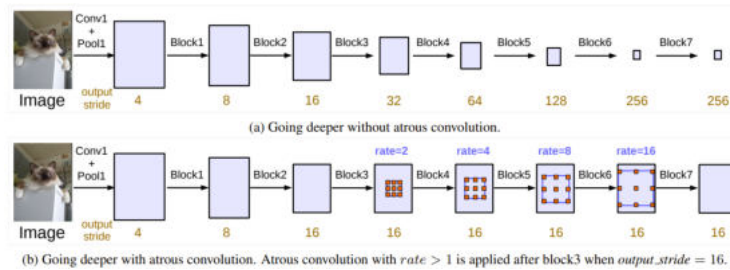 Conv1
+
Pool1
Block1 Block2 Block3 Block4 Block5 Block6 Block7
Image
output
stride
4 8 16 32 64 128 256 256
(a) Going deeper without atrous convolution.
rate=2 rate=4 rate=8 rate=16
Conv1
+
Pool1
Block1 Block2 Block3 Block4 Block5 Block6 Block7
Image
output
stride
4 8 16 16 16 16 16 16
(b) Going deeper with atrous convolution. Atrous convolution with rate > 1 is applied after block3 when output_stride = 16.